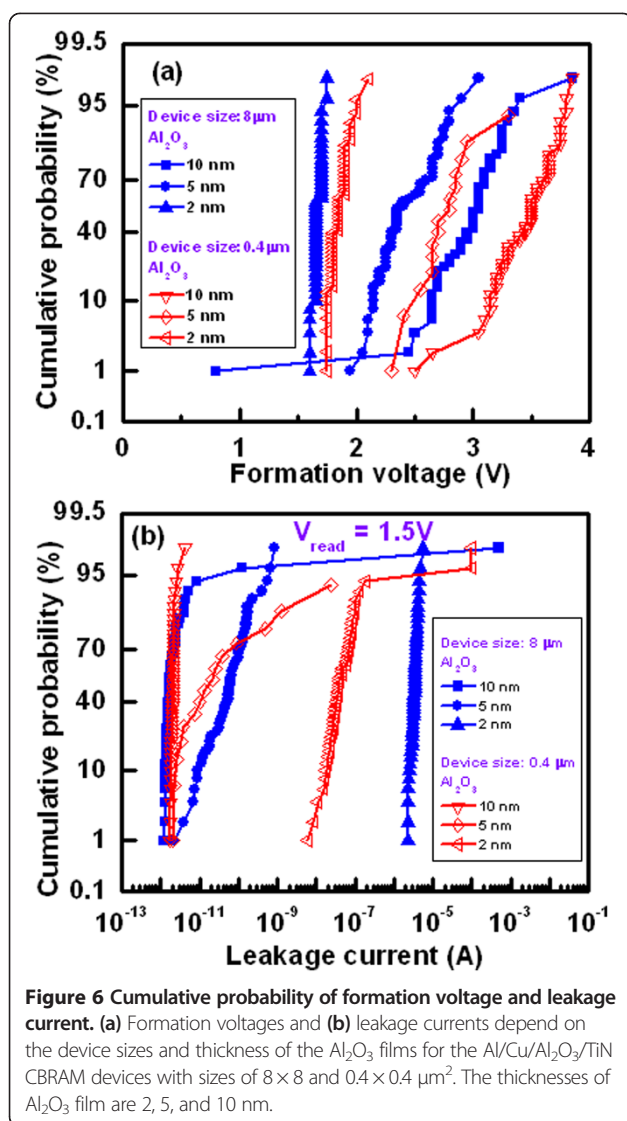 99.5
(a)
95
Device size: 8μm
Al₂O₃
10 nm
5 nm
2 nm
70
40
Device size: 0.4μm
Al₂O₃
10 nm
5 nm
2 nm
10
1
0.1
Cumulative probability (%)
0 1 2 3 4
Formation voltage (V)
99.5
(b)
V_read = 1.5V
95
70
Device size: 8 μm
Al₂O₃
10 nm
5 nm
2 nm
40
Device size: 0.4 μm
Al₂O₃
10 nm
5 nm
2 nm
10
1
0.1
Cumulative probability (%)
10⁻¹³ 10⁻¹¹ 10⁻⁹ 10⁻⁷ 10⁻⁵ 10⁻³ 10⁻¹
Leakage current (A)
Figure 6 Cumulative probability of formation voltage and leakage
current. (a) Formation voltages and (b) leakage currents depend on
the device sizes and thickness of the Al₂O₃ films for the Al/Cu/Al₂O₃/TiN
CBRAM devices with sizes of 8 × 8 and 0.4 × 0.4 μm². The thicknesses of
Al₂O₃ film are 2, 5, and 10 nm.